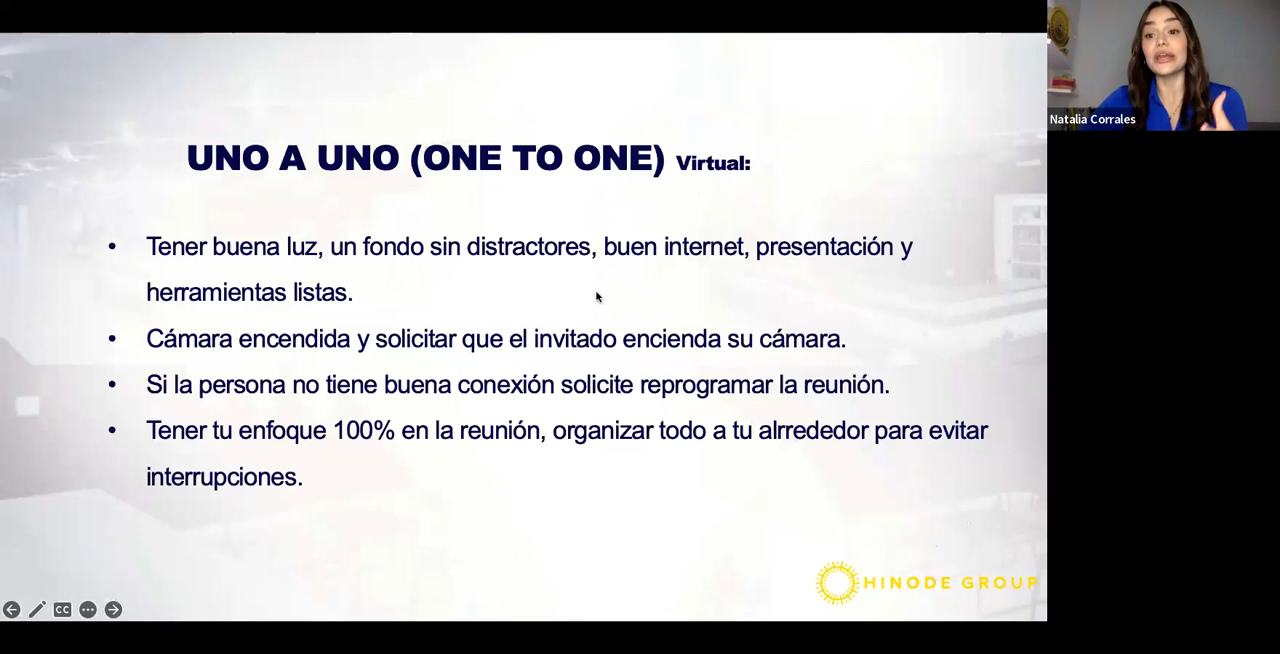 Natalia Corrales
UNO A UNO (ONE TO ONE) Virtual:
• Tener buena luz, un fondo sin distractores, buen internet, presentación y
herramientas listas.
• Cámara encendida y solicitar que el invitado encienda su cámara.
• Si la persona no tiene buena conexión solicite reprogramar la reunión.
• Tener tu enfoque 100% en la reunión, organizar todo a tu alrrededor para evitar
interrupciones.
HINODE GROUP
CC